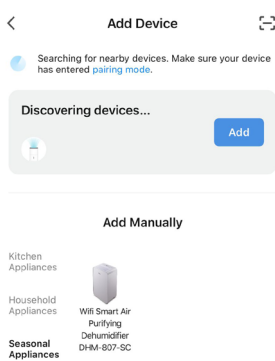 Add Device
Searching for nearby devices. Make sure your device
has entered pairing mode.
Discovering devices...
Add
Add Manually
Kitchen
Appliances
Household
Appliances
Wifi Smart Air
Purifying
Dehumidifier
DHM-807-SC
Seasonal
Appliances